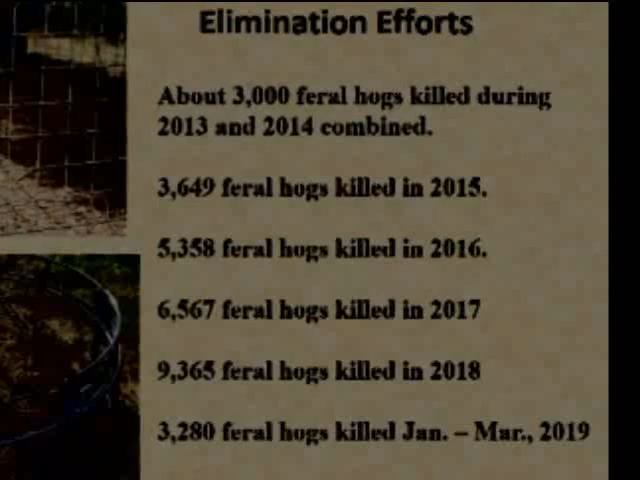 Elimination Efforts
About 3,000 feral hogs killed during
2013 and 2014 combined.
3,649 feral hogs killed in 2015.
5,358 feral hogs killed in 2016.
6,567 feral hogs killed in 2017
9,365 feral hogs killed in 2018
3,280 feral hogs killed Jan. – Mar., 2019